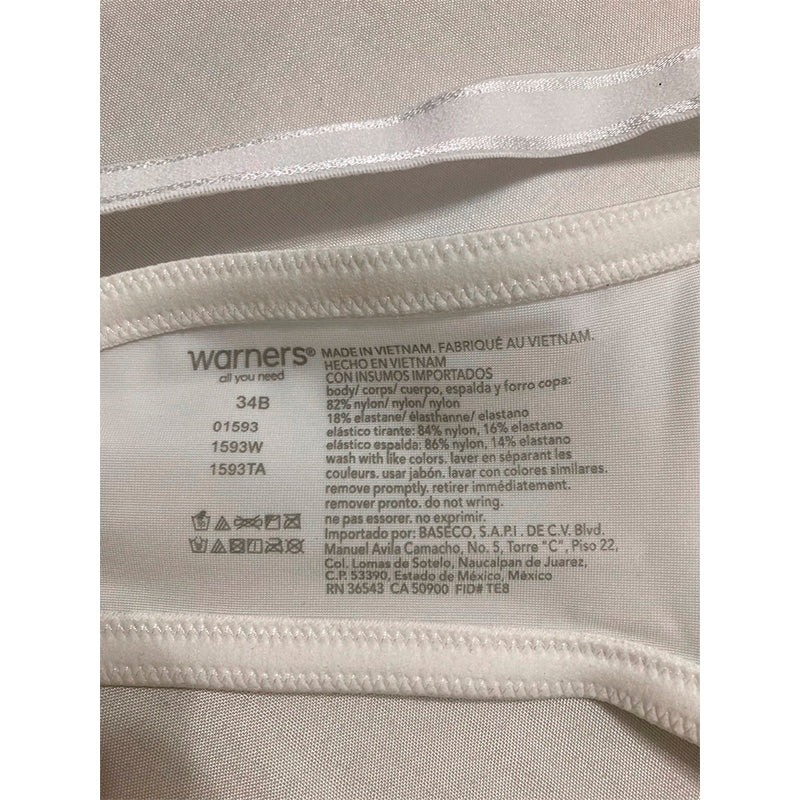 warners®
all you need
34B
01593
1593W
1593TA
MADE IN VIETNAM. FABRIQUÉ AU VIETNAM.
HECHO EN VIETNAM
CON INSUMOS IMPORTADOS
body/ corps/ cuerpo, espalda y forro copa:
82% nylon/ nylon/ nylon
18% elastane/ élasthanne/ elastano
elástico tirante: 84% nylon, 16% elastano
elástico espalda: 86% nylon, 14% elastano
wash with like colors. laver en séparant les
couleurs. usar jabón. lavar con colores similares.
remove promptly. retirer immédiatement.
remover pronto. do not wring.
ne pas essorer. no exprimir.
Importado por: BASECO, S.A.P.I. DE C.V. Blvd.
Manuel Avila Camacho, No. 5, Torre "C", Piso 22,
Col. Lomas de Sotelo, Naucalpan de Juarez,
C.P. 53390, Estado de México, México
RN 36543 CA 50900 FID# TE8